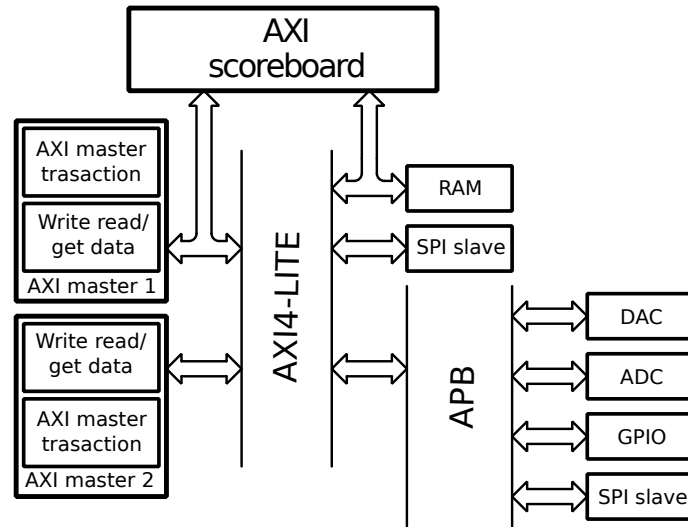 AXI
scoreboard
AXI master
trasaction
Write read/
get data
AXI master 1
Write read/
get data
AXI master
trasaction
AXI master 2
AXI4-LITE
RAM
SPI slave
APB
DAC
ADC
GPIO
SPI slave